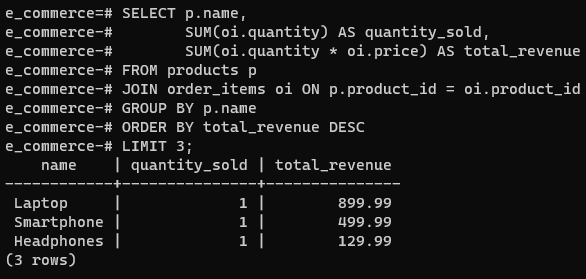 e_commerce=# SELECT p.name,
e_commerce-#        SUM(oi.quantity) AS quantity_sold,
e_commerce-#        SUM(oi.quantity * oi.price) AS total_revenue
e_commerce-# FROM products p
e_commerce-# JOIN order_items oi ON p.product_id = oi.product_id
e_commerce-# GROUP BY p.name
e_commerce-# ORDER BY total_revenue DESC
e_commerce-# LIMIT 3;
    name    | quantity_sold | total_revenue
------------+---------------+---------------
 Laptop     |             1 |        899.99
 Smartphone |             1 |        499.99
 Headphones |             1 |        129.99
(3 rows)